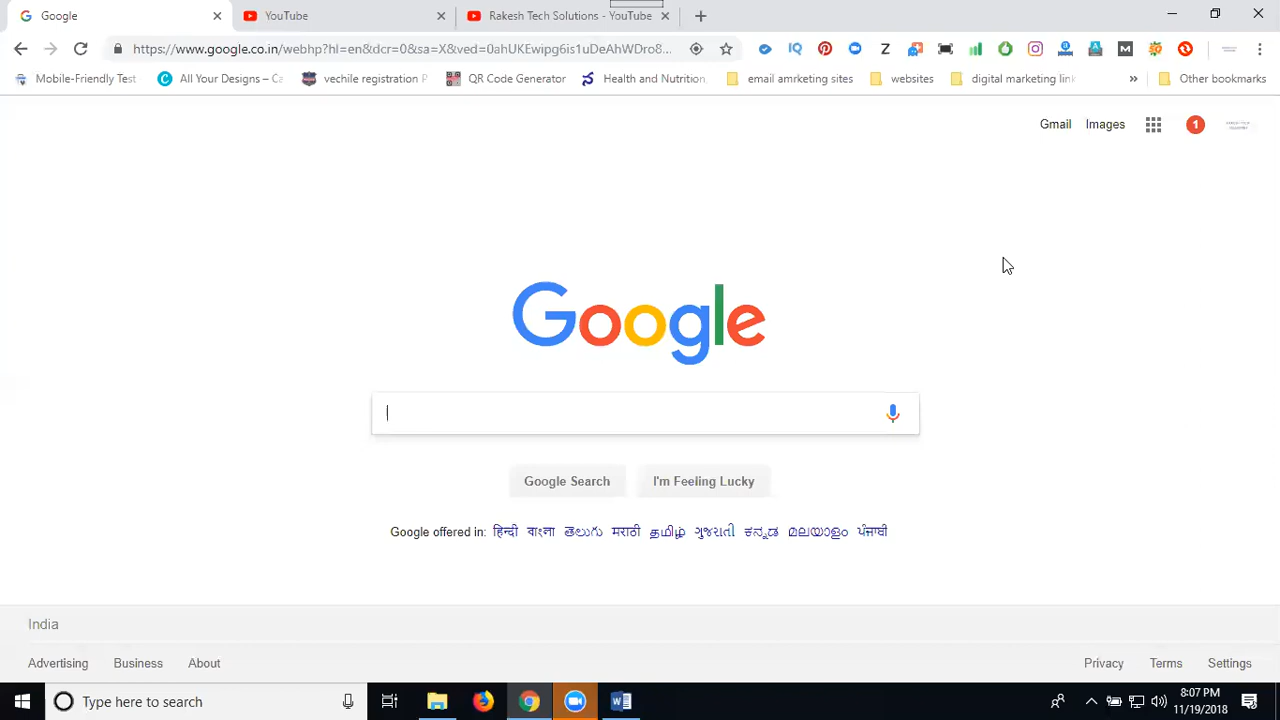 Google
YouTube
Rakesh Tech Solutions - YouTube
https://www.google.co.in/webhp?hl=en&dcr=0&sa=X&ved=0ahUKEwipg6is1uDeAhWDro8...
Mobile-Friendly Test
All Your Designs – Ca
vechile registration P
QR Code Generator
Health and Nutrition
email amrketing sites
websites
digital marketing link
»
Other bookmarks
Gmail
Images
1
Google
Google Search
I'm Feeling Lucky
Google offered in: हिन्दी বাংলা తెలుగు मराठी தமிழ் ગુજરાતી ಕನ್ನಡ മലയാളം ਪੰਜਾਬੀ
India
Advertising
Business
About
Privacy
Terms
Settings
Type here to search
8:07 PM
11/19/2018